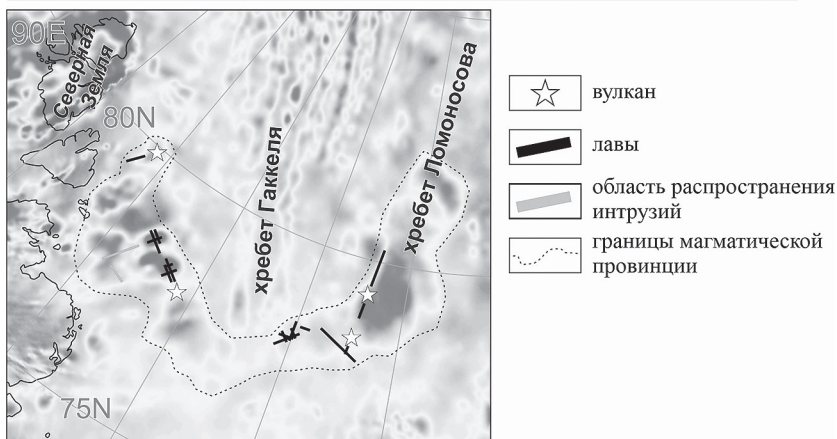 90E
Северная
Земля
80N
хребет Гаккеля
хребет Ломоносова
75N
вулкан
лавы
область распространения
интрузий
границы магматической
провинции